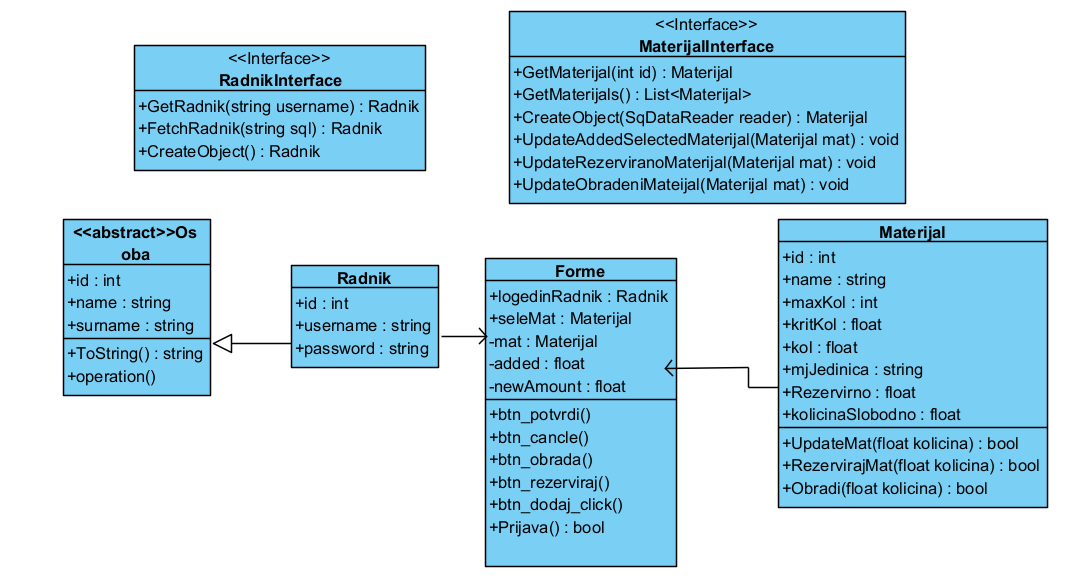 <<Interface>>
RadnikInterface
+GetRadnik(string username) : Radnik
+FetchRadnik(string sql) : Radnik
+CreateObject() : Radnik
<<Interface>>
MaterijalInterface
+GetMaterijal(int id) : Materijal
+GetMaterijals() : List<Materijal>
+CreateObject(SqDataReader reader) : Materijal
+UpdateAddedSelectedMaterijal(Materijal mat) : void
+UpdateRezerviranoMaterijal(Materijal mat) : void
+UpdateObradeniMateijal(Materijal mat) : void
<<abstract>>Os
oba
+id : int
+name : string
+surname : string
+ToString() : string
+operation()
Radnik
+id : int
+username : string
+password : string
Forme
+logedinRadnik : Radnik
+seleMat : Materijal
-mat : Materijal
-added : float
-newAmount : float
+btn_potvrdi()
+btn_cancle()
+btn_obrada()
+btn_rezerviraj()
+btn_dodaj_click()
+Prijava() : bool
Materijal
+id : int
+name : string
+maxKol : int
+kritKol : float
+kol : float
+mjJedinica : string
+Rezervirno : float
+kolicinaSlobodno : float
+UpdateMat(float kolicina) : bool
+RezervirajMat(float kolicina) : bool
+Obradi(float kolicina) : bool